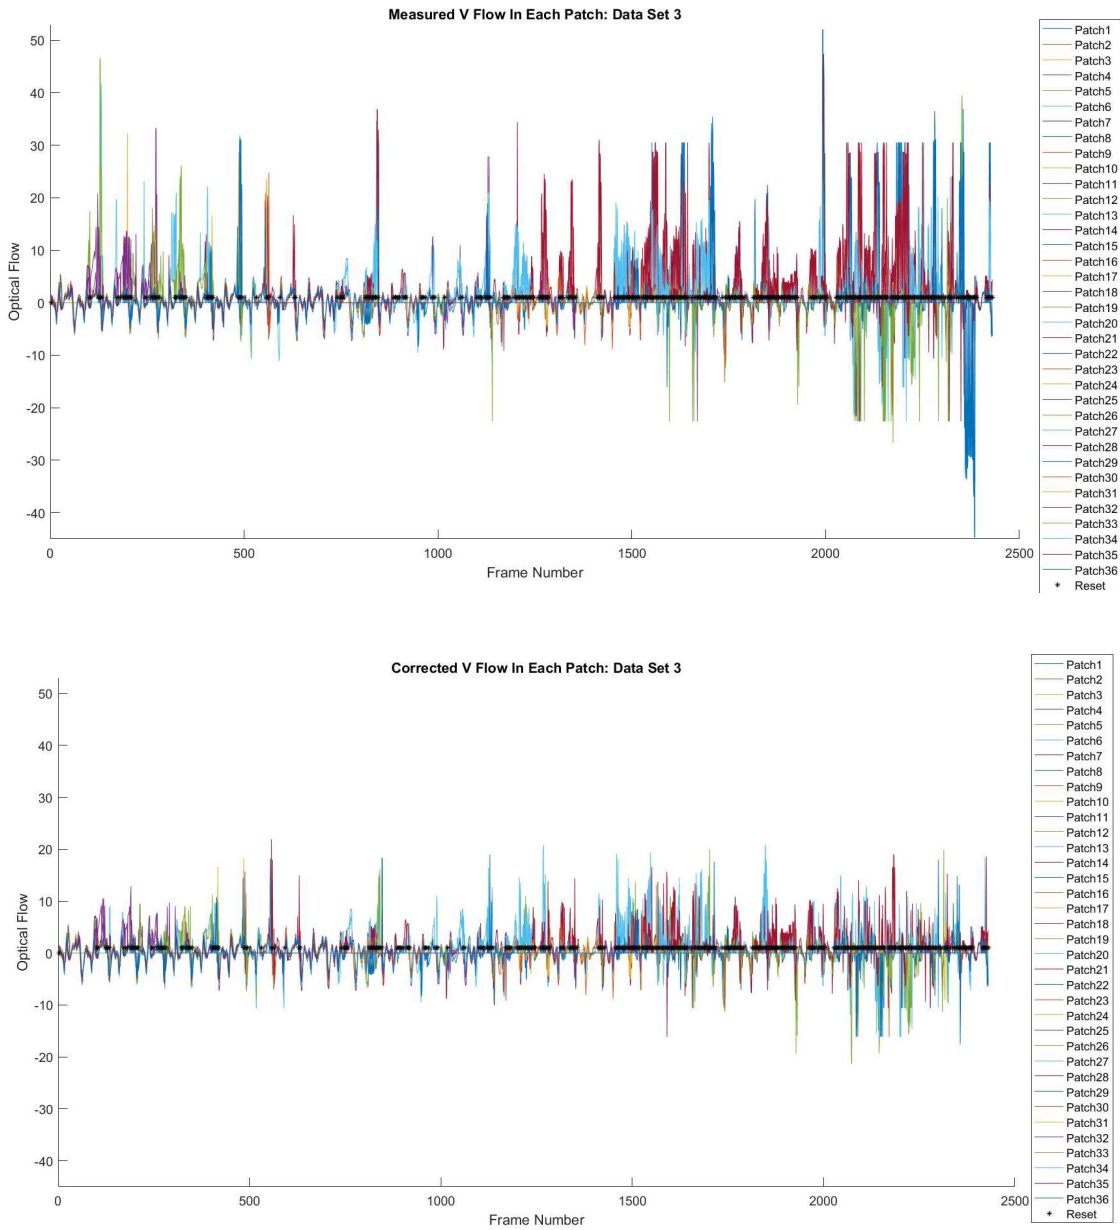 Measured V Flow In Each Patch: Data Set 3
50
40
30
20
10
0
-10
-20
-30
-40
Optical Flow
0
500
1000
1500
2000
2500
Frame Number
Patch1
Patch2
Patch3
Patch4
Patch5
Patch6
Patch7
Patch8
Patch9
Patch10
Patch11
Patch12
Patch13
Patch14
Patch15
Patch16
Patch17
Patch18
Patch19
Patch20
Patch21
Patch22
Patch23
Patch24
Patch25
Patch26
Patch27
Patch28
Patch29
Patch30
Patch31
Patch32
Patch33
Patch34
Patch35
Patch36
Reset
Corrected V Flow In Each Patch: Data Set 3
50
40
30
20
10
0
-10
-20
-30
-40
Optical Flow
0
500
1000
1500
2000
2500
Frame Number
Patch1
Patch2
Patch3
Patch4
Patch5
Patch6
Patch7
Patch8
Patch9
Patch10
Patch11
Patch12
Patch13
Patch14
Patch15
Patch16
Patch17
Patch18
Patch19
Patch20
Patch21
Patch22
Patch23
Patch24
Patch25
Patch26
Patch27
Patch28
Patch29
Patch30
Patch31
Patch32
Patch33
Patch34
Patch35
Patch36
Reset